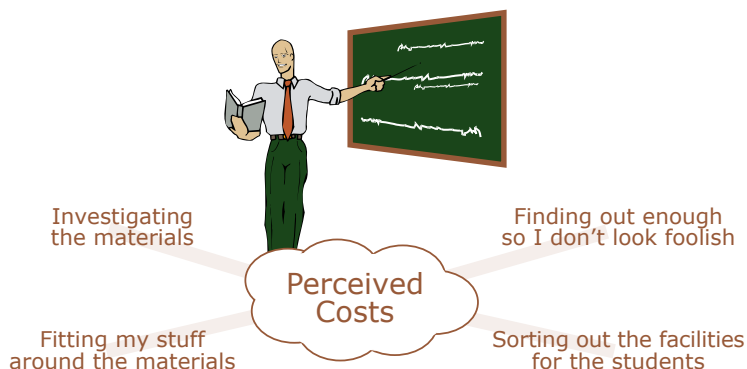 Investigating
the materials
Finding out enough
so I don't look foolish
Perceived
Costs
Fitting my stuff
around the materials
Sorting out the facilities
for the students